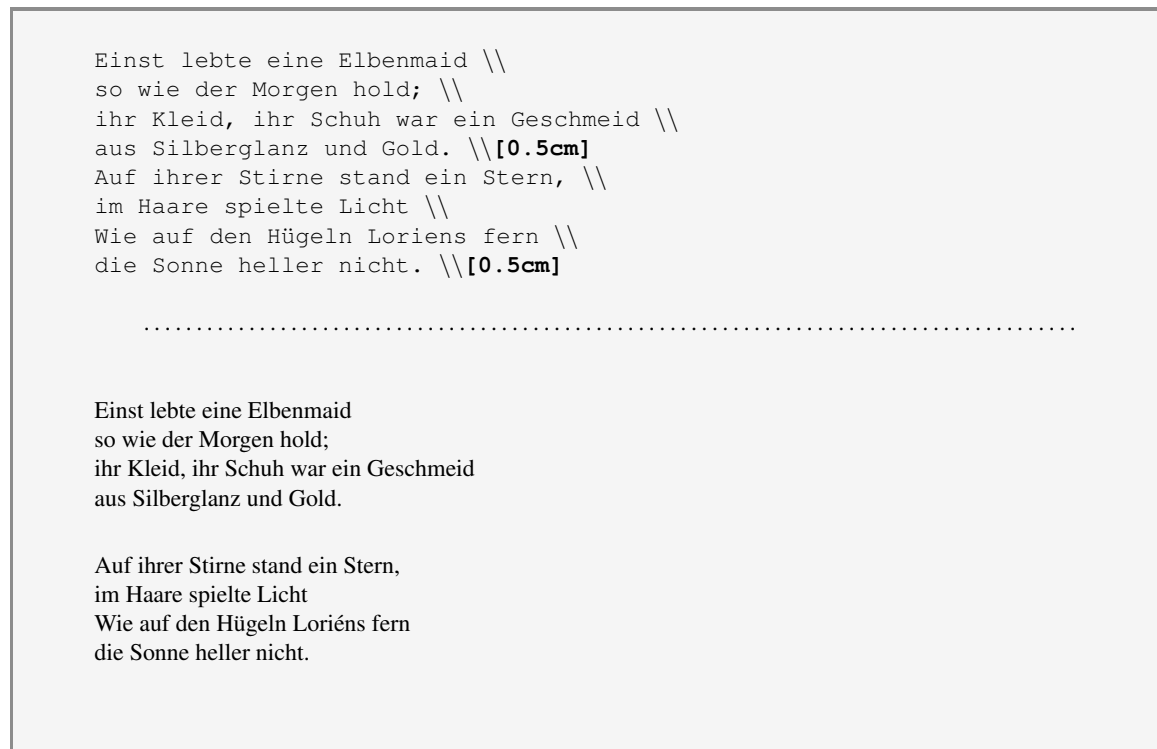 Einst lebte eine Elbenmaid \\
so wie der Morgen hold; \\
ihr Kleid, ihr Schuh war ein Geschmeid \\
aus Silberglanz und Gold. \\[0.5cm]
Auf ihrer Stirne stand ein Stern, \\
im Haare spielte Licht \\
Wie auf den Hügeln Loriens fern \\
die Sonne heller nicht. \\[0.5cm]
Einst lebte eine Elbenmaid
so wie der Morgen hold;
ihr Kleid, ihr Schuh war ein Geschmeid
aus Silberglanz und Gold.
Auf ihrer Stirne stand ein Stern,
im Haare spielte Licht
Wie auf den Hügeln Loriéns fern
die Sonne heller nicht.